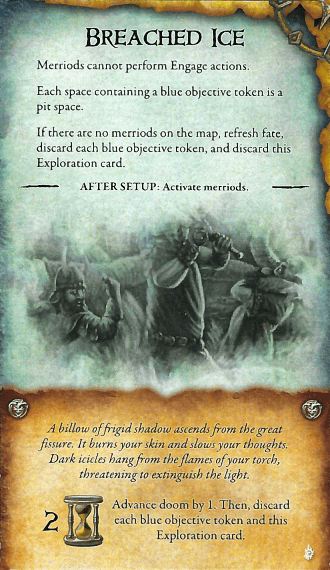 BREACHED ICE
Merriods cannot perform Engage actions.
Each space containing a blue objective token is a
pit space.
If there are no merriods on the map, refresh fate,
discard each blue objective token, and discard this
Exploration card.
AFTER SETUP: Activate merriods.
A billow of frigid shadow ascends from the great
fissure. It burns your skin and slows your thoughts.
Dark icicles hang from the flames of your torch,
threatening to extinguish the light.
2
Advance doom by 1. Then, discard
each blue objective token and this
Exploration card.